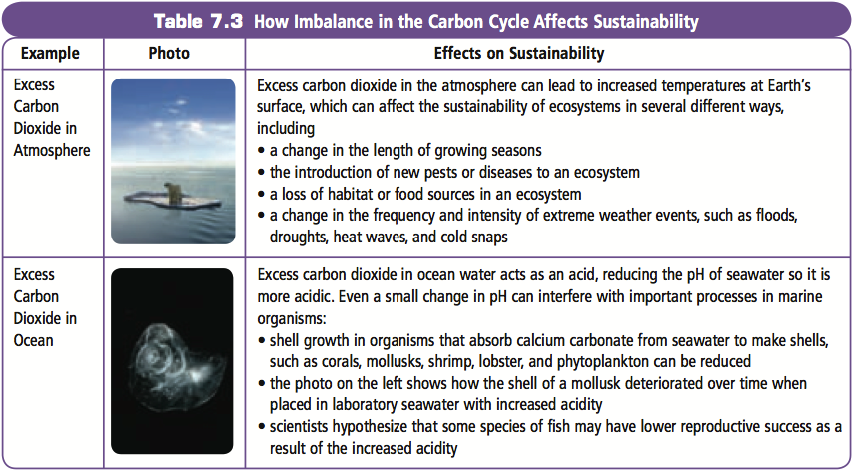 Table 7.3 How Imbalance in the Carbon Cycle Affects Sustainability
Example Photo Effects on Sustainability
Excess
Carbon
Dioxide in
Atmosphere
Excess carbon dioxide in the atmosphere can lead to increased temperatures at Earth's
surface, which can affect the sustainability of ecosystems in several different ways,
including
• a change in the length of growing seasons
• the introduction of new pests or diseases to an ecosystem
• a loss of habitat or food sources in an ecosystem
• a change in the frequency and intensity of extreme weather events, such as floods,
droughts, heat waves, and cold snaps
Excess
Carbon
Dioxide in
Ocean
Excess carbon dioxide in ocean water acts as an acid, reducing the pH of seawater so it is
more acidic. Even a small change in pH can interfere with important processes in marine
organisms:
• shell growth in organisms that absorb calcium carbonate from seawater to make shells,
such as corals, mollusks, shrimp, lobster, and phytoplankton can be reduced
• the photo on the left shows how the shell of a mollusk deteriorated over time when
placed in laboratory seawater with increased acidity
• scientists hypothesize that some species of fish may have lower reproductive success as a
result of the increased acidity